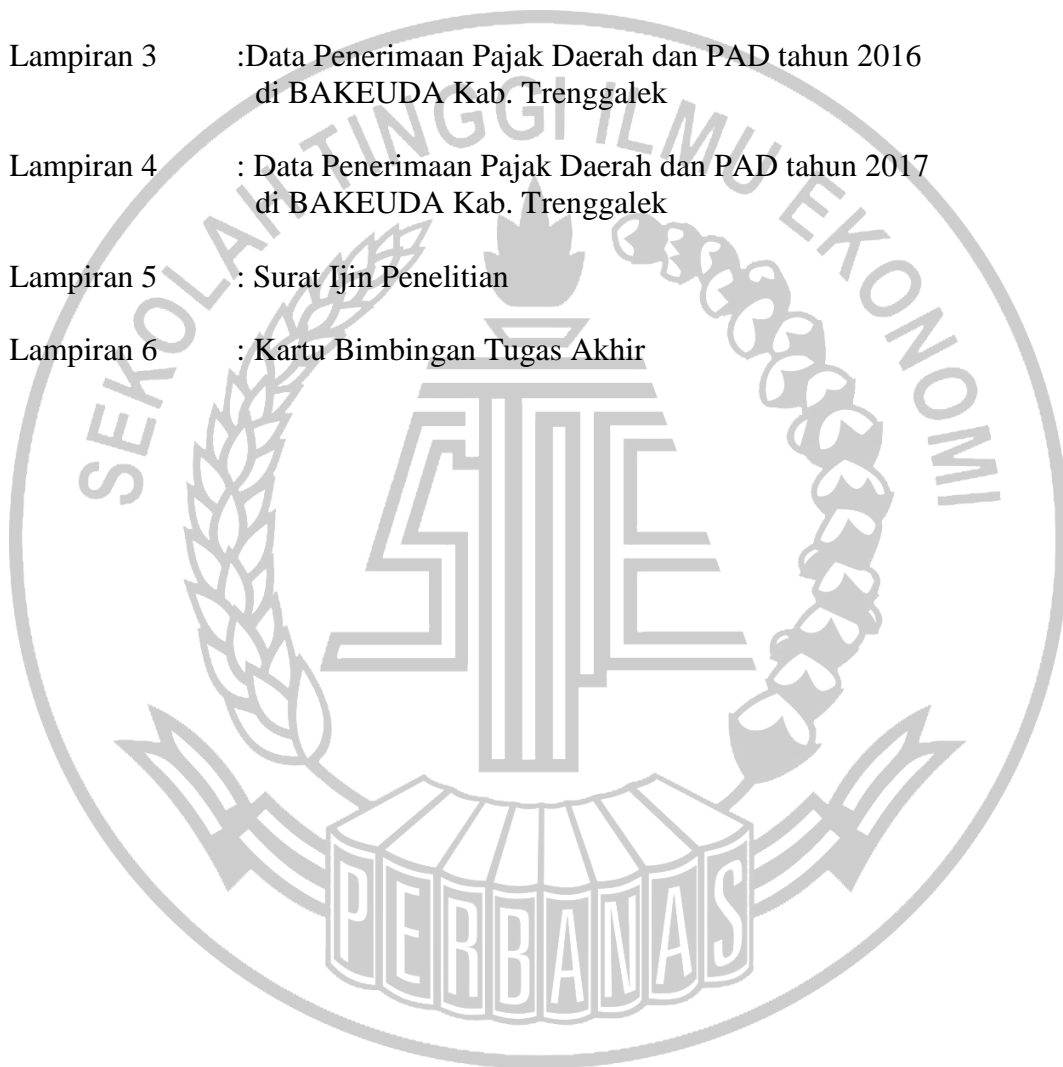 Lampiran 3 :Data Penerimaan Pajak Daerah dan PAD tahun 2016
di BAKEUDA Kab. Trenggalek
Lampiran 4 : Data Penerimaan Pajak Daerah dan PAD tahun 2017
di BAKEUDA Kab. Trenggalek
Lampiran 5 : Surat Ijin Penelitian
Lampiran 6 : Kartu Bimbingan Tugas Akhir
SEKOLAH TINGGI ILMU EKONOMI
STIE
PERBANAS